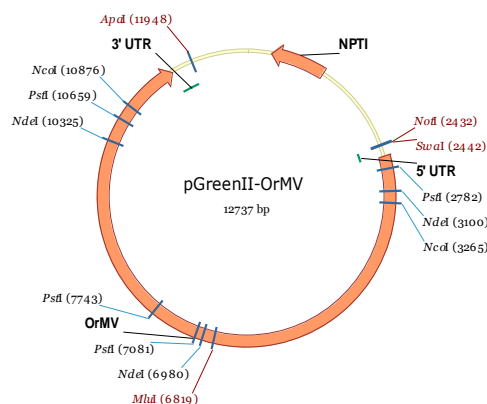 ApaI (11948)
3' UTR
NPTI
NcoI (10876)
PstI (10659)
NdeI (10325)
NotI (2432)
SwaI (2442)
5' UTR
pGreenII-OrMV
12737 bp
PstI (2782)
NdeI (3100)
NcoI (3265)
PstI (7743)
OrMV
PstI (7081)
NdeI (6980)
MluI (6819)